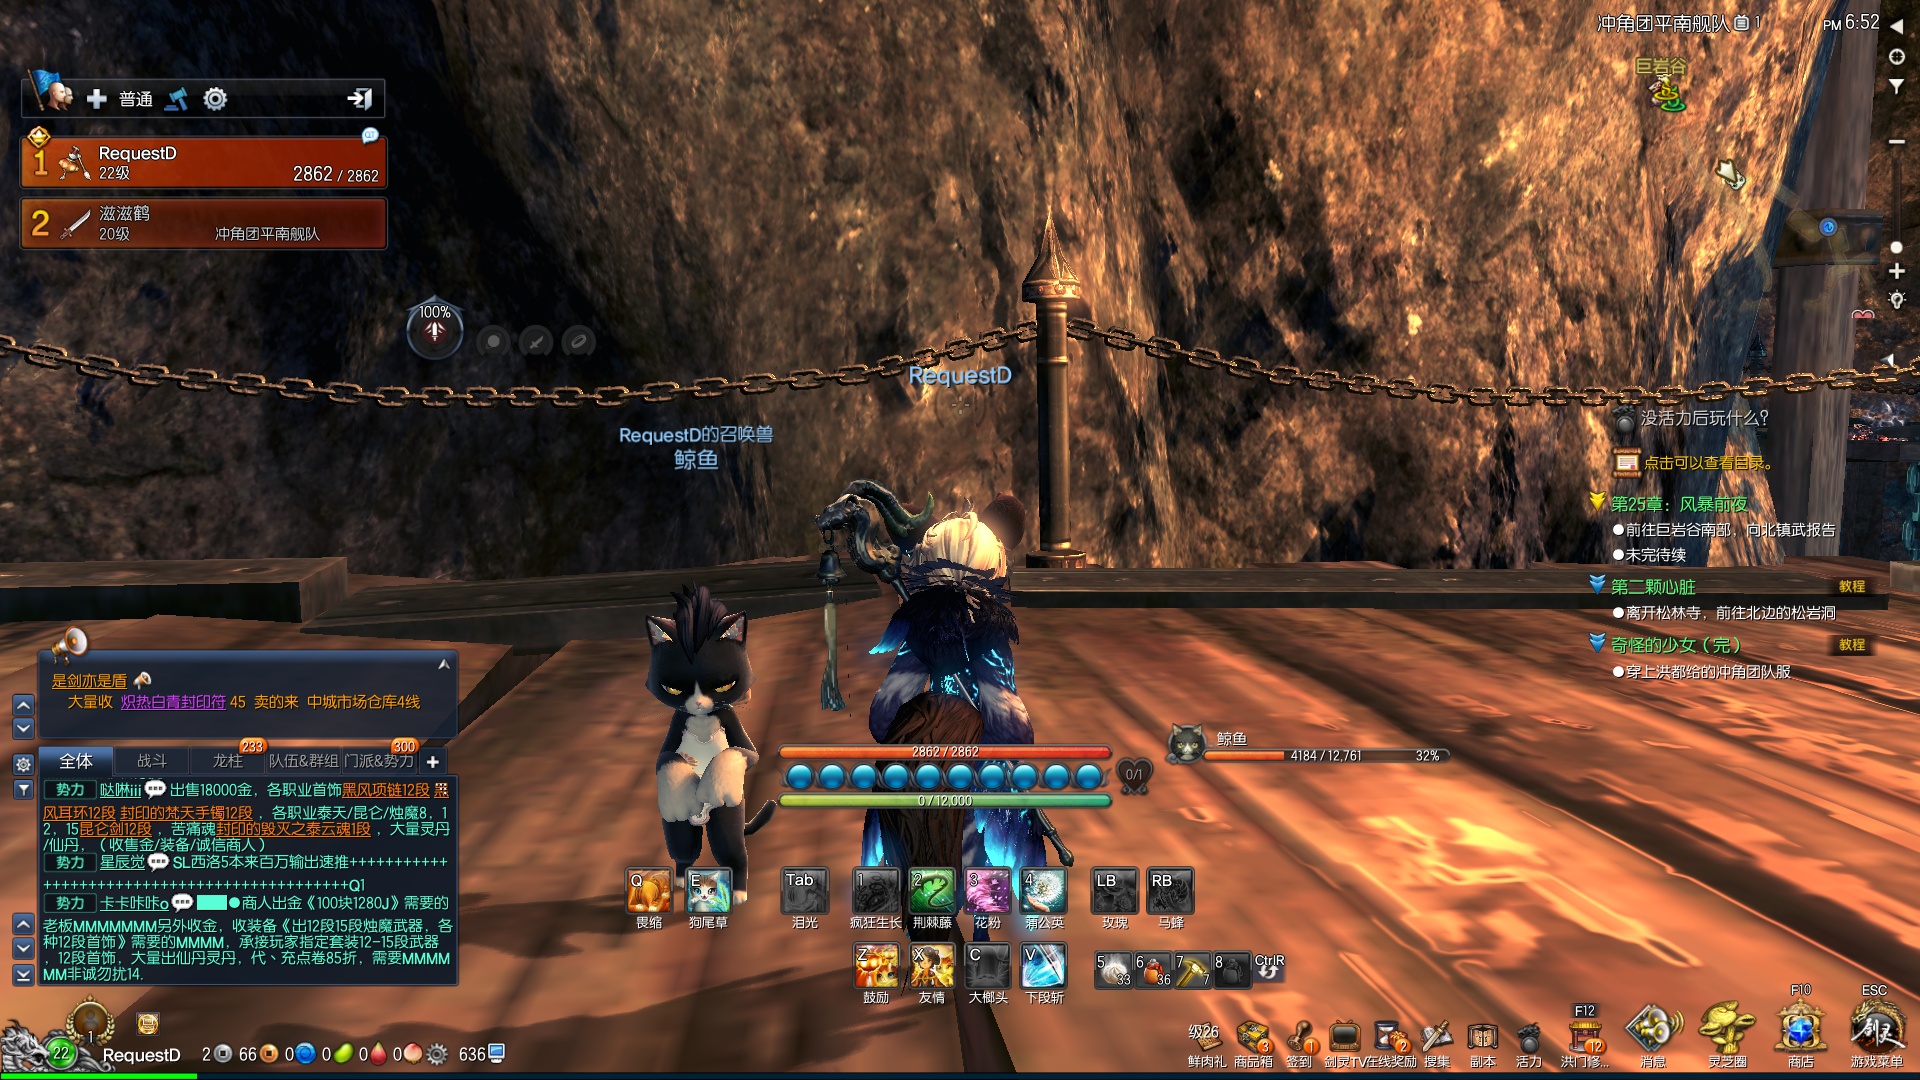 冲角团平南舰队 1
PM 6:52
巨岩谷
普通
1
RequestD
22级
2862 / 2862
2
滋滋鹤
20级
冲角团平南舰队
100%
RequestD
RequestD的召唤兽
鲸鱼
没活力后玩什么?
点击可以查看目录。
第25章：风暴前夜
前往巨岩谷南部，向北镇武报告
未完待续
第二颗心脏 教程
离开松林寺，前往北边的松岩洞
奇怪的少女（完） 教程
穿上洪都给的冲角团队服
是剑亦是盾
大量收 炽热白青封印符 45 卖的来 中城市场仓库4线
233
300
全体 战斗 龙柱 队伍&群组 门派&势力 +
势力 哒啉iii 出售18000金，各职业首饰黑风项链12段 黑
风耳环12段 封印的梵天手镯12段 ，各职业泰天/昆仑/烛魔8，1
2，15昆仑剑12段 ，苦痛魂封印的毁灭之泰云魂1段 ，大量灵丹
/仙丹，（收售金/装备/诚信商人）
势力 星辰觉 SL西洛5本来百万输出速推+++++++++++
++++++++++++++++++++++++++++++++++Q1
势力 卡卡咔咔o ●商人出金《100块1280J》需要的
老板MMMMMMM另外收金，收装备《出12段15段烛魔武器，各
种12段首饰》需要的MMMM，承接玩家指定套装12-15段武器
，12段首饰，大量出仙丹灵丹，代、充点卷85折，需要MMMM
MM非诚勿扰14.
2862 / 2862
0/1
0 / 12,000
鲸鱼
4184 / 12,761 32%
Q E Tab 1 2 3 4 LB RB
畏缩 狗尾草 泪光 疯狂生长 荆棘藤 花粉 蒲公英 玫瑰 马蜂
Z X C V 5 33 6 36 7 7 8 CtrlR
鼓励 友情 大榔头 下段斩
1
22
RequestD
2 66 0 0 0 0 636
级26 3 1 2 F12 12 F10 ESC
鲜肉礼 商品箱 签到 剑灵TV 在线奖励 搜集 副本 活力 洪门修... 消息 灵芝圈 商店 游戏菜单